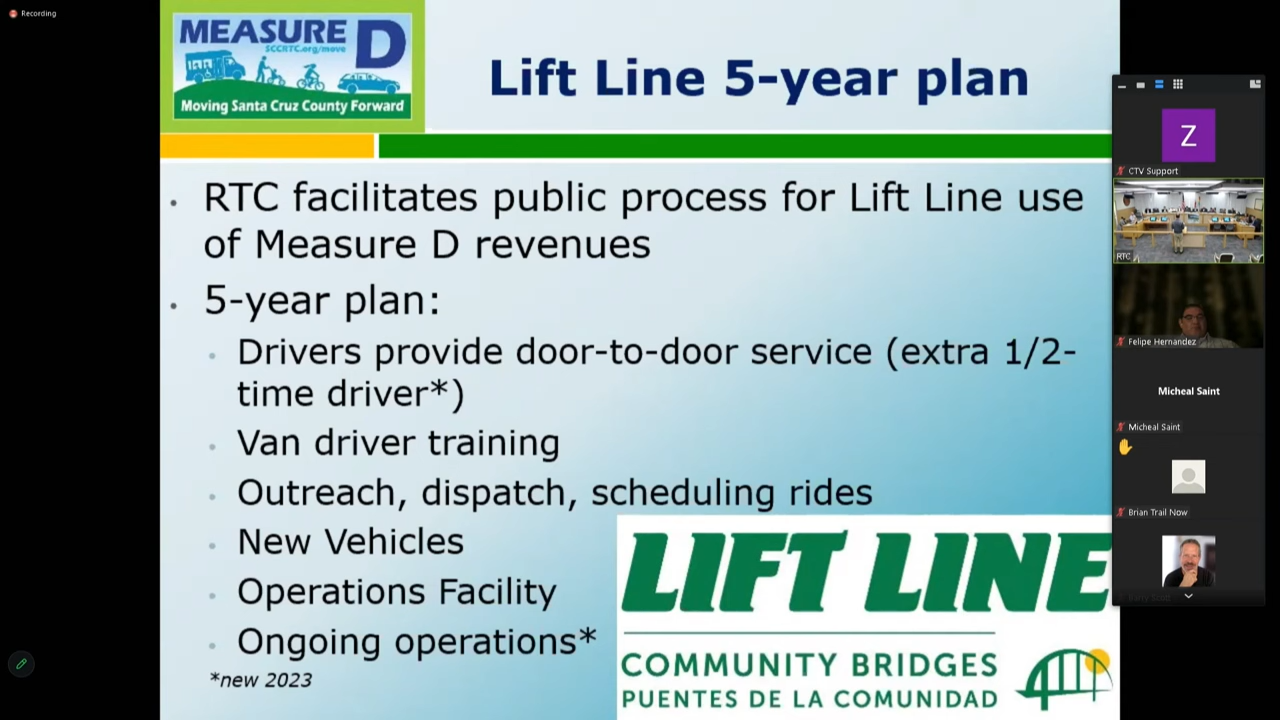 Recording
MEASURE D
SCCRTC.org/move
Moving Santa Cruz County Forward
Lift Line 5-year plan
RTC facilitates public process for Lift Line use
of Measure D revenues
5-year plan:
Drivers provide door-to-door service (extra 1/2-
time driver*)
Van driver training
Outreach, dispatch, scheduling rides
New Vehicles
Operations Facility
Ongoing operations*
*new 2023
LIFT LINE
COMMUNITY BRIDGES
PUENTES DE LA COMUNIDAD
Z
CTV Support
RTC
Felipe Hernandez
Micheal Saint
Micheal Saint
Brian Trail Now